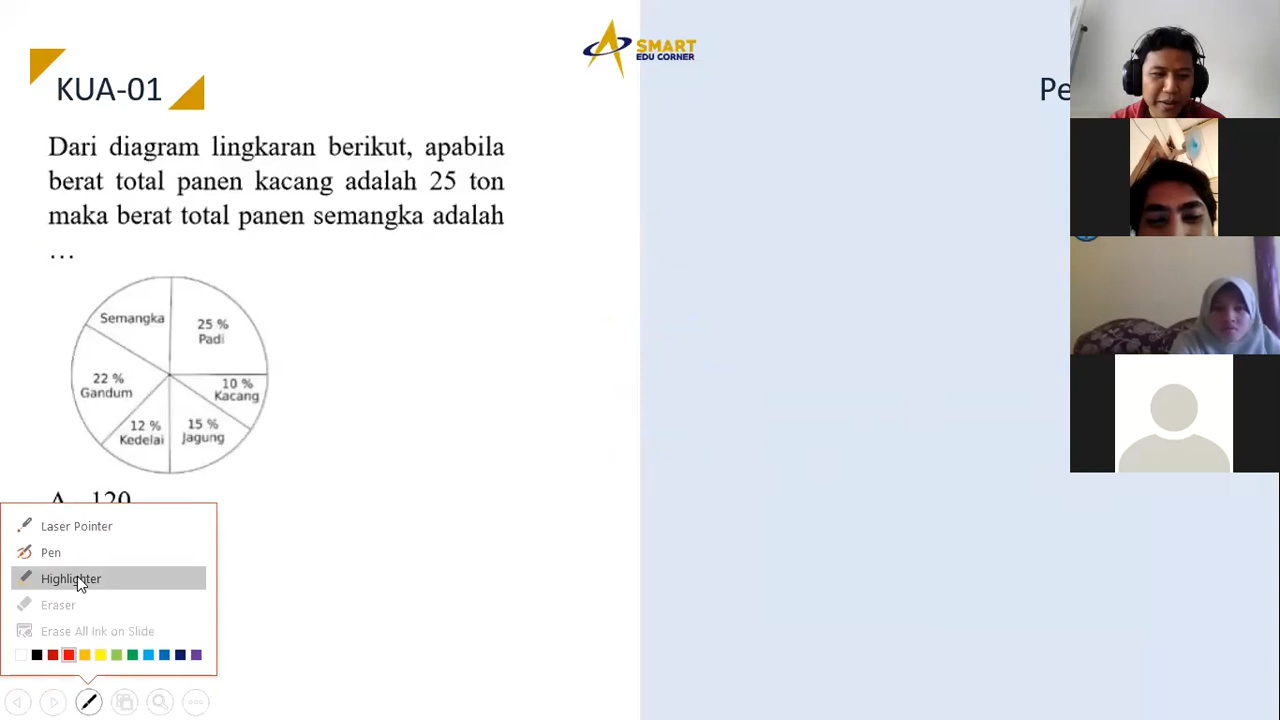 SMART
EDU CORNER
KUA-01
Pe
Dari diagram lingkaran berikut, apabila
berat total panen kacang adalah 25 ton
maka berat total panen semangka adalah
…
Semangka
25 %
Padi
22 %
Gandum
10 %
Kacang
12 %
Kedelai
15 %
Jagung
A. 120
Laser Pointer
Pen
Highlighter
Eraser
Erase All Ink on Slide